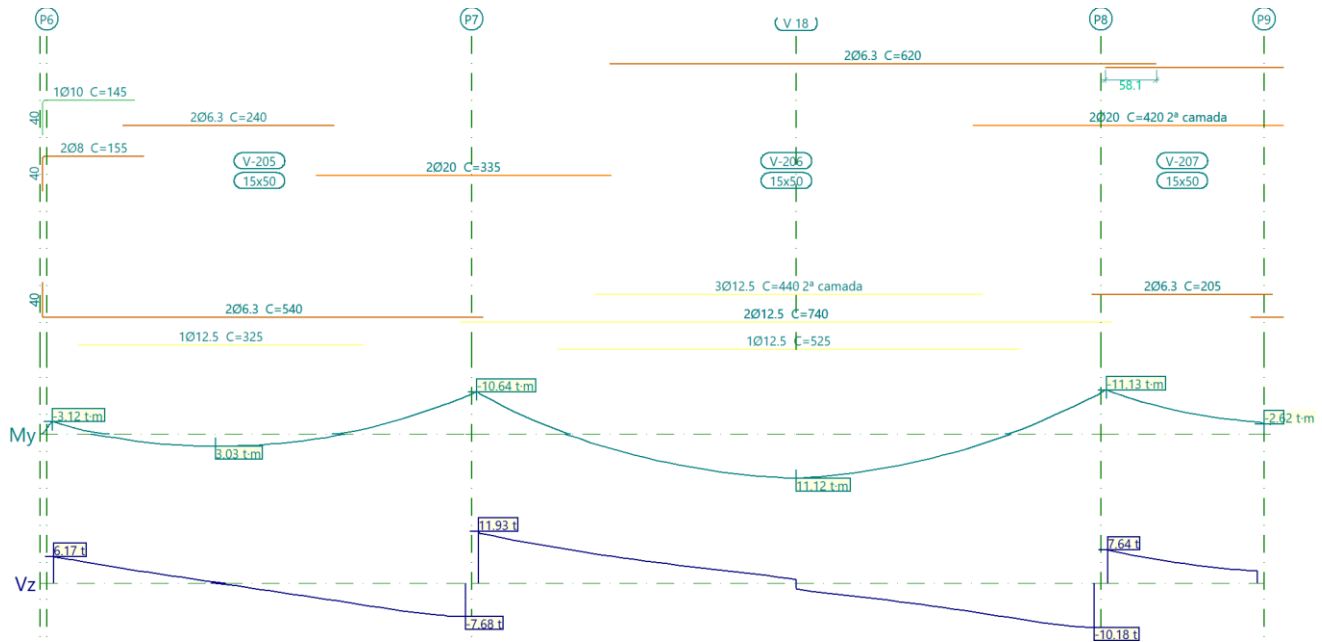 P6
P7
V 18
P8
P9
2Ø6.3 C=620
58.1
1Ø10 C=145
40
2Ø6.3 C=240
2Ø20 C=420 2ª camada
2Ø8 C=155
40
V-205
15x50
2Ø20 C=335
V-206
15x50
V-207
15x50
3Ø12.5 C=440 2ª camada
2Ø6.3 C=205
40
2Ø6.3 C=540
2Ø12.5 C=740
1Ø12.5 C=325
1Ø12.5 C=525
-10.64 t·m
-11.13 t·m
-3.12 t·m
-2.62 t·m
My
3.03 t·m
11.12 t·m
11.93 t
6.17 t
7.64 t
Vz
-7.68 t
-10.18 t